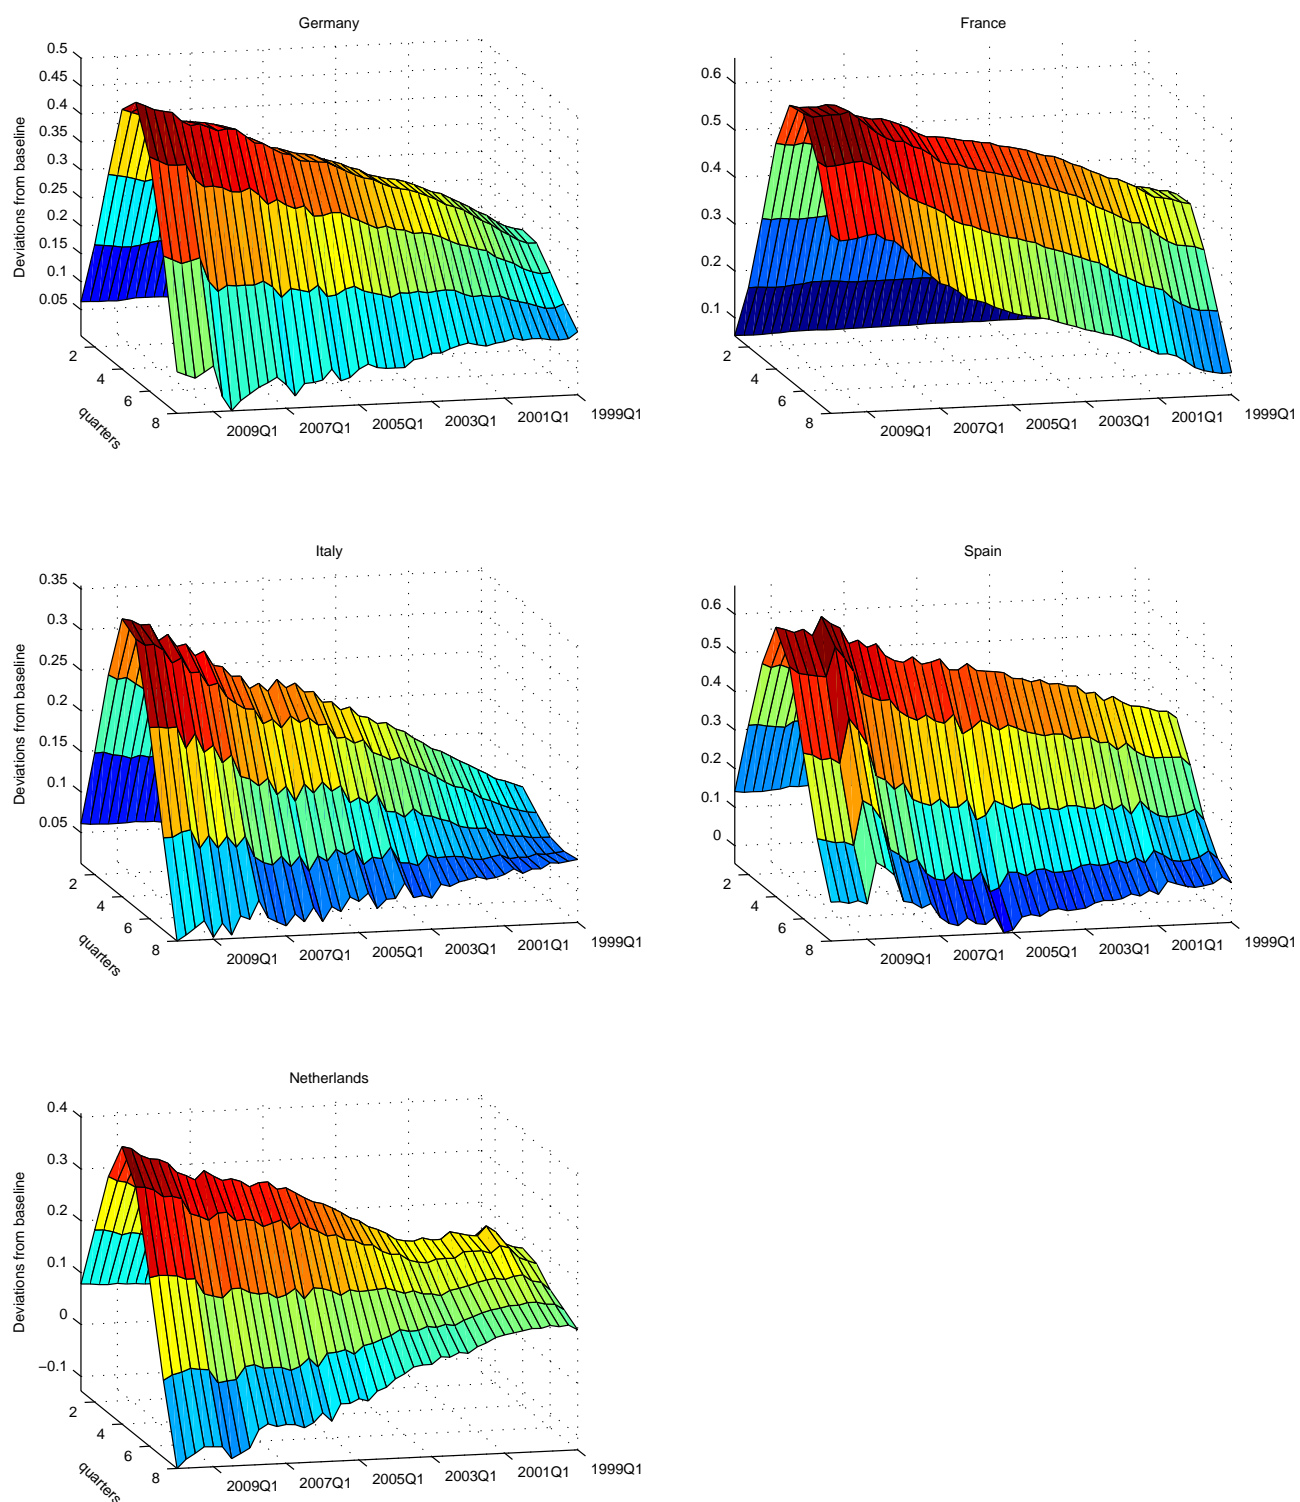 Germany
0.5
0.45
0.4
0.35
0.3
0.25
0.2
0.15
0.1
0.05
Deviations from baseline
2
4
6
8
quarters
2009Q1
2007Q1
2005Q1
2003Q1
2001Q1
1999Q1
France
0.6
0.5
0.4
0.3
0.2
0.1
2
4
6
8
2009Q1
2007Q1
2005Q1
2003Q1
2001Q1
1999Q1
Italy
0.35
0.3
0.25
0.2
0.15
0.1
0.05
Deviations from baseline
2
4
6
8
quarters
2009Q1
2007Q1
2005Q1
2003Q1
2001Q1
1999Q1
Spain
0.6
0.5
0.4
0.3
0.2
0.1
0
2
4
6
8
2009Q1
2007Q1
2005Q1
2003Q1
2001Q1
1999Q1
Netherlands
0.4
0.3
0.2
0.1
0
−0.1
Deviations from baseline
2
4
6
8
quarters
2009Q1
2007Q1
2005Q1
2003Q1
2001Q1
1999Q1